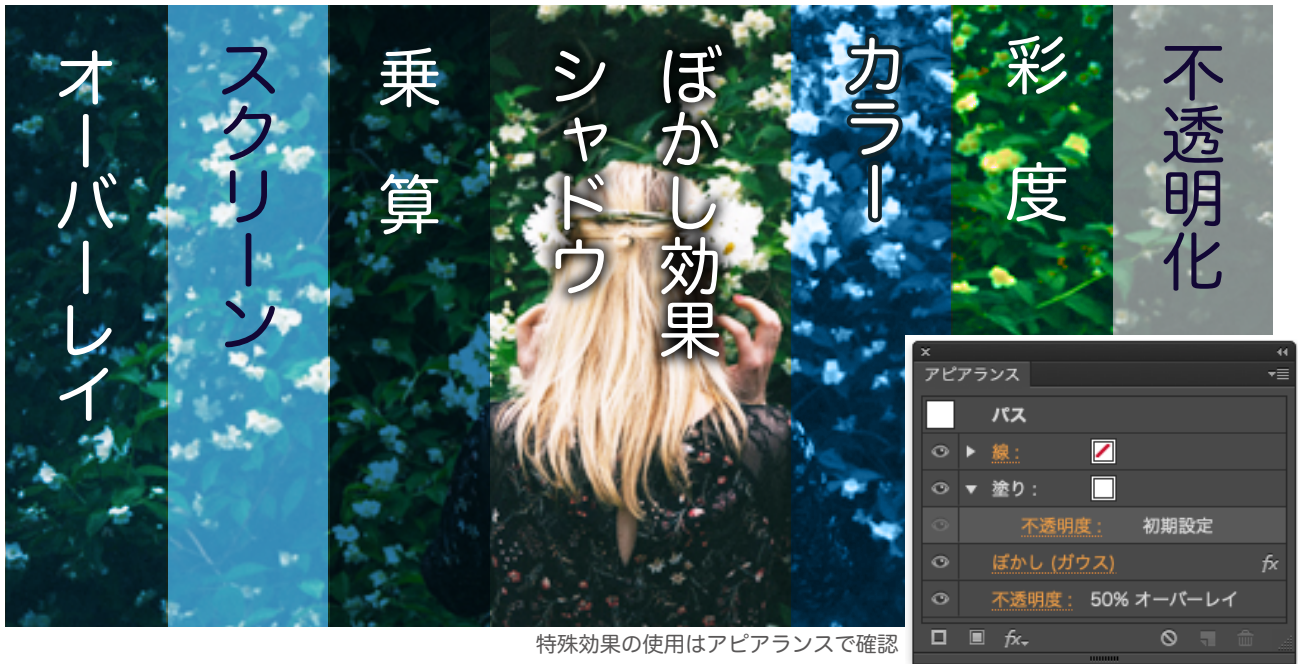 オーバーレイ
スクリーン
乗算
シャドウ
ぼかし効果
カラー
彩度
不透明化
アピアランス
パス
線：
塗り：
不透明度： 初期設定
ぼかし (ガウス) fx
不透明度： 50% オーバーレイ
fx
特殊効果の使用はアピアランスで確認